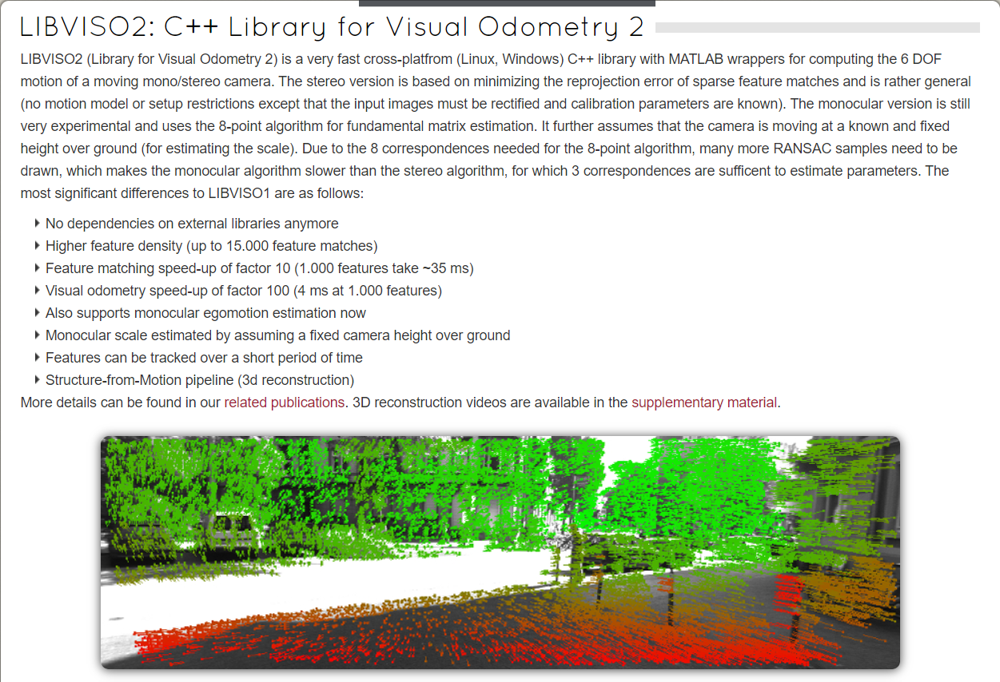 LIBVISO2: C++ Library for Visual Odometry 2
LIBVISO2 (Library for Visual Odometry 2) is a very fast cross-platfrom (Linux, Windows) C++ library with MATLAB wrappers for computing the 6 DOF
motion of a moving mono/stereo camera. The stereo version is based on minimizing the reprojection error of sparse feature matches and is rather general
(no motion model or setup restrictions except that the input images must be rectified and calibration parameters are known). The monocular version is still
very experimental and uses the 8-point algorithm for fundamental matrix estimation. It further assumes that the camera is moving at a known and fixed
height over ground (for estimating the scale). Due to the 8 correspondences needed for the 8-point algorithm, many more RANSAC samples need to be
drawn, which makes the monocular algorithm slower than the stereo algorithm, for which 3 correspondences are sufficent to estimate parameters. The
most significant differences to LIBVISO1 are as follows:
No dependencies on external libraries anymore
Higher feature density (up to 15.000 feature matches)
Feature matching speed-up of factor 10 (1.000 features take ~35 ms)
Visual odometry speed-up of factor 100 (4 ms at 1.000 features)
Also supports monocular egomotion estimation now
Monocular scale estimated by assuming a fixed camera height over ground
Features can be tracked over a short period of time
Structure-from-Motion pipeline (3d reconstruction)
More details can be found in our related publications. 3D reconstruction videos are available in the supplementary material.